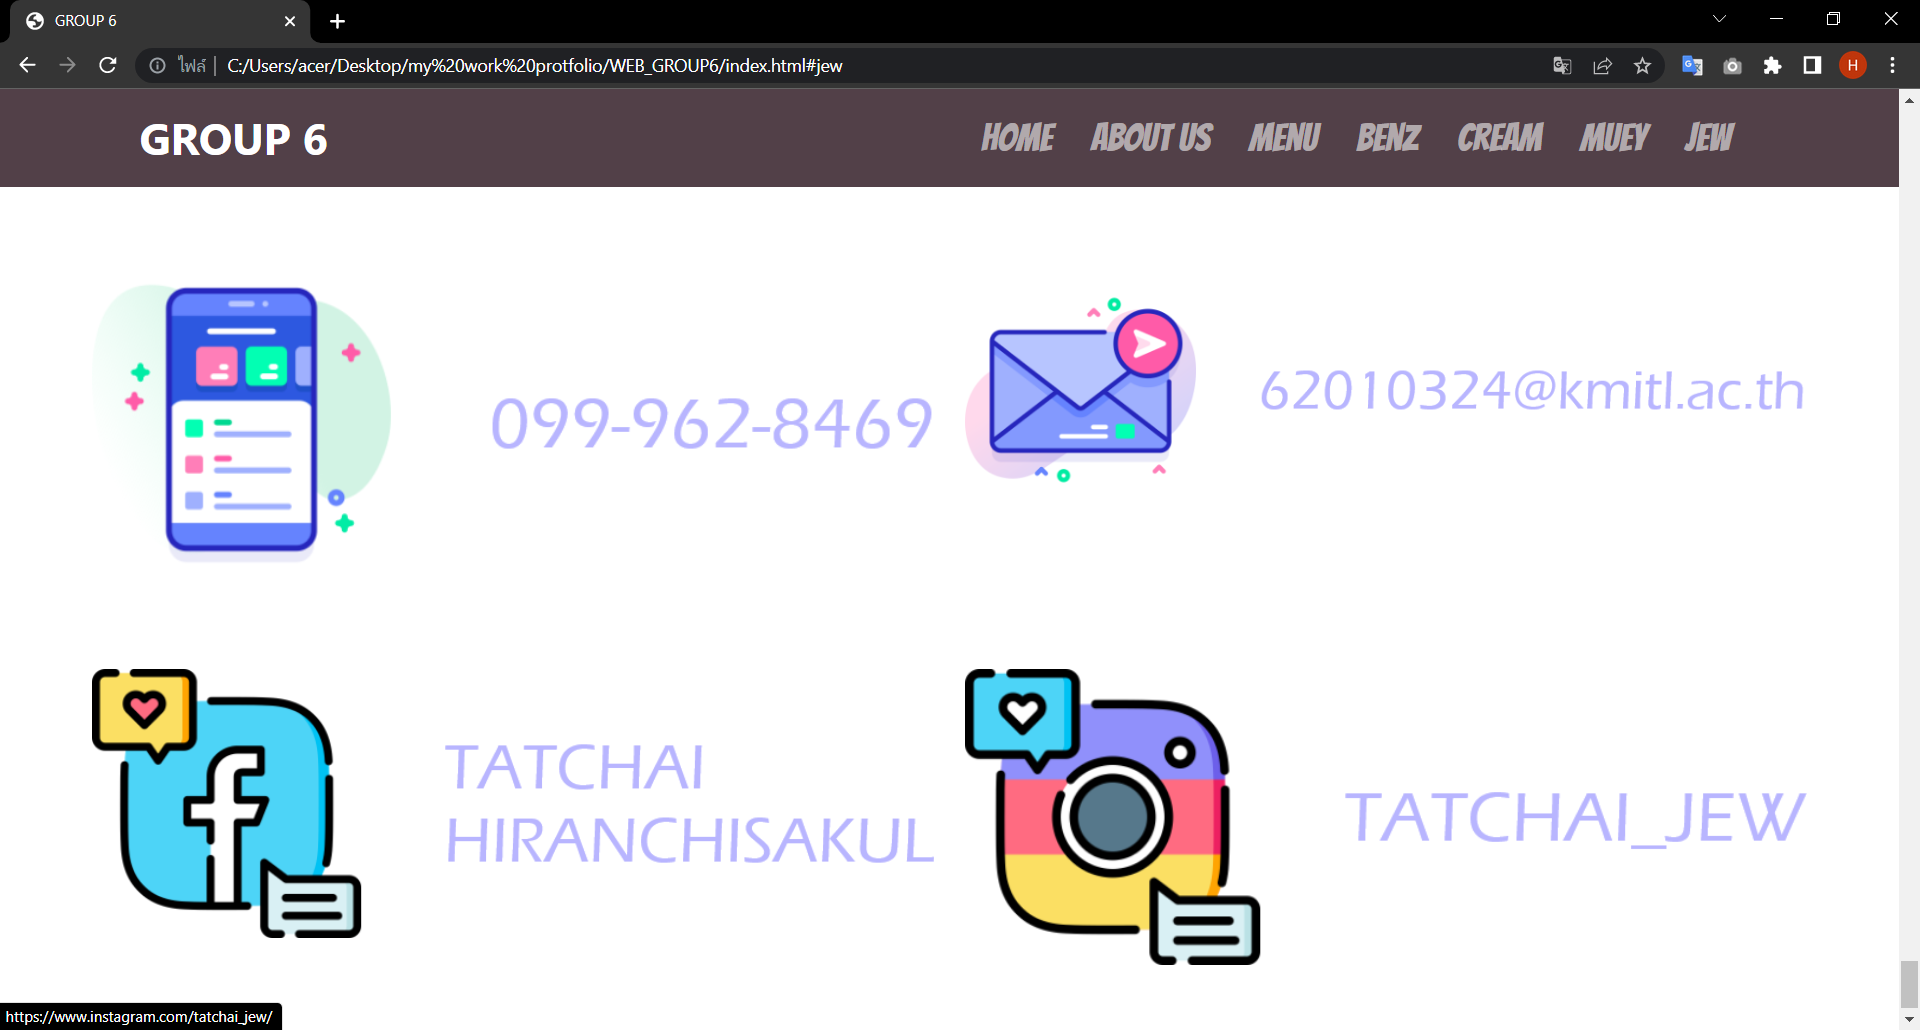 GROUP 6
ไฟล์ C:/Users/acer/Desktop/my%20work%20protfolio/WEB_GROUP6/index.html#jew
H
GROUP 6
HOME ABOUT US MENU BENZ CREAM MUEY JEW
099-962-8469
62010324@kmitl.ac.th
TATCHAI
HIRANCHISAKUL
TATCHAI_JEW
https://www.instagram.com/tatchai_jew/